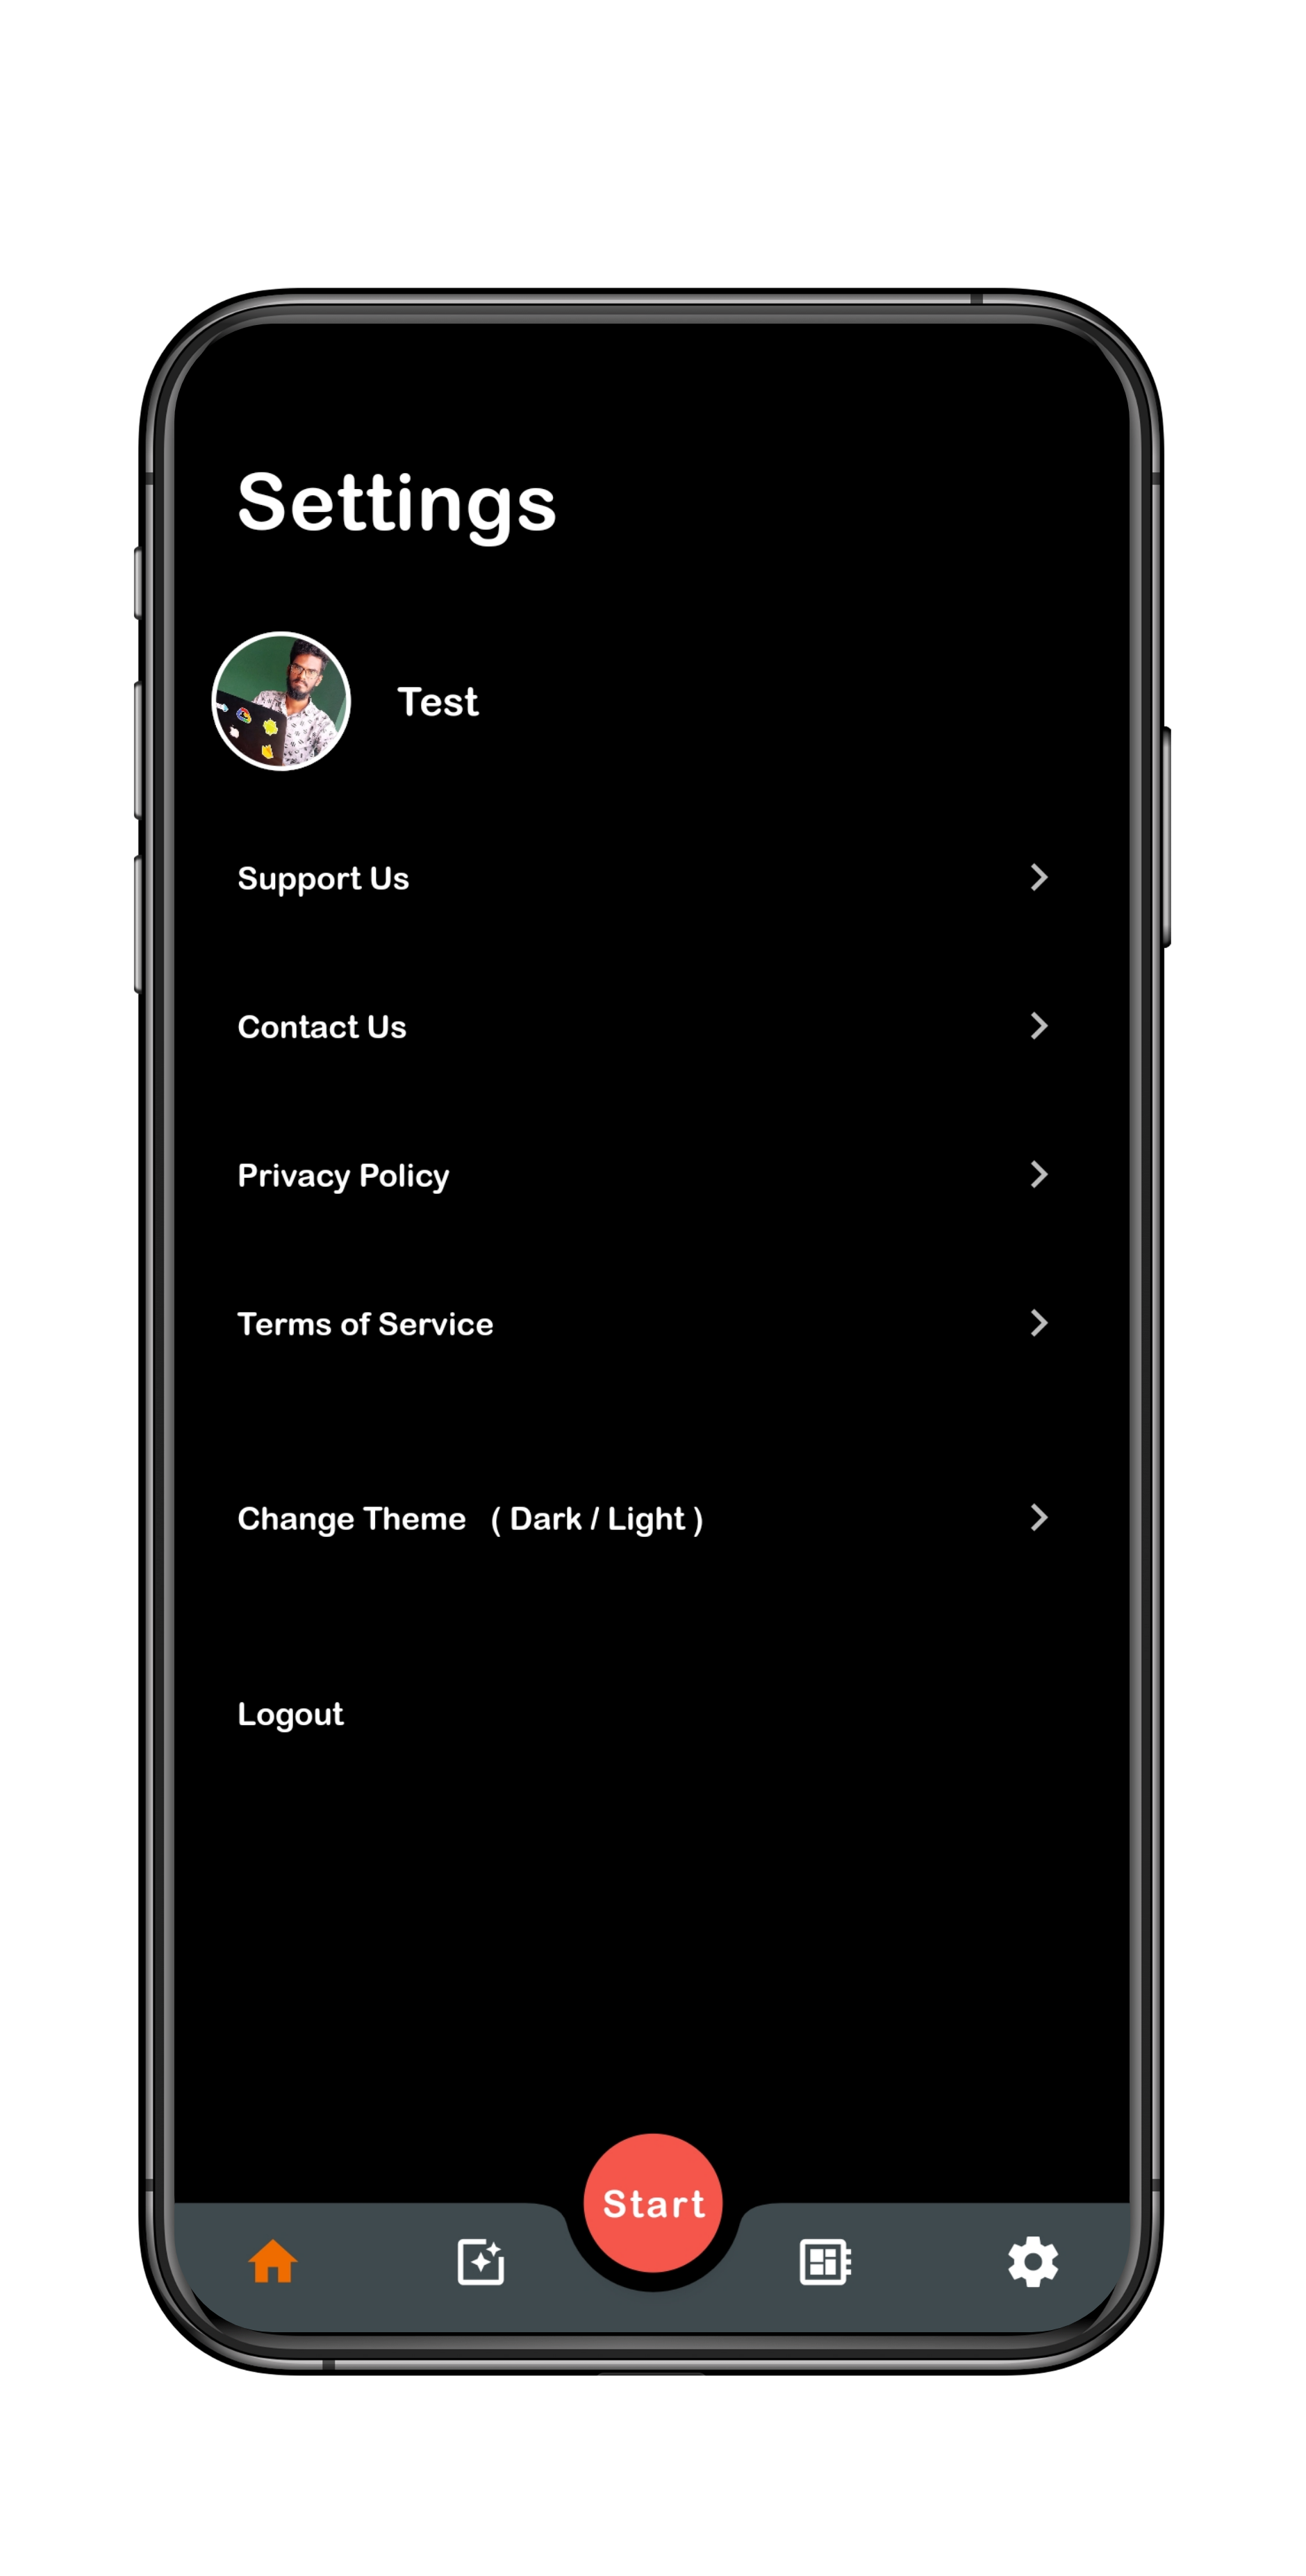 Settings
Test
Support Us
Contact Us
Privacy Policy
Terms of Service
Change Theme ( Dark / Light )
Logout
Start